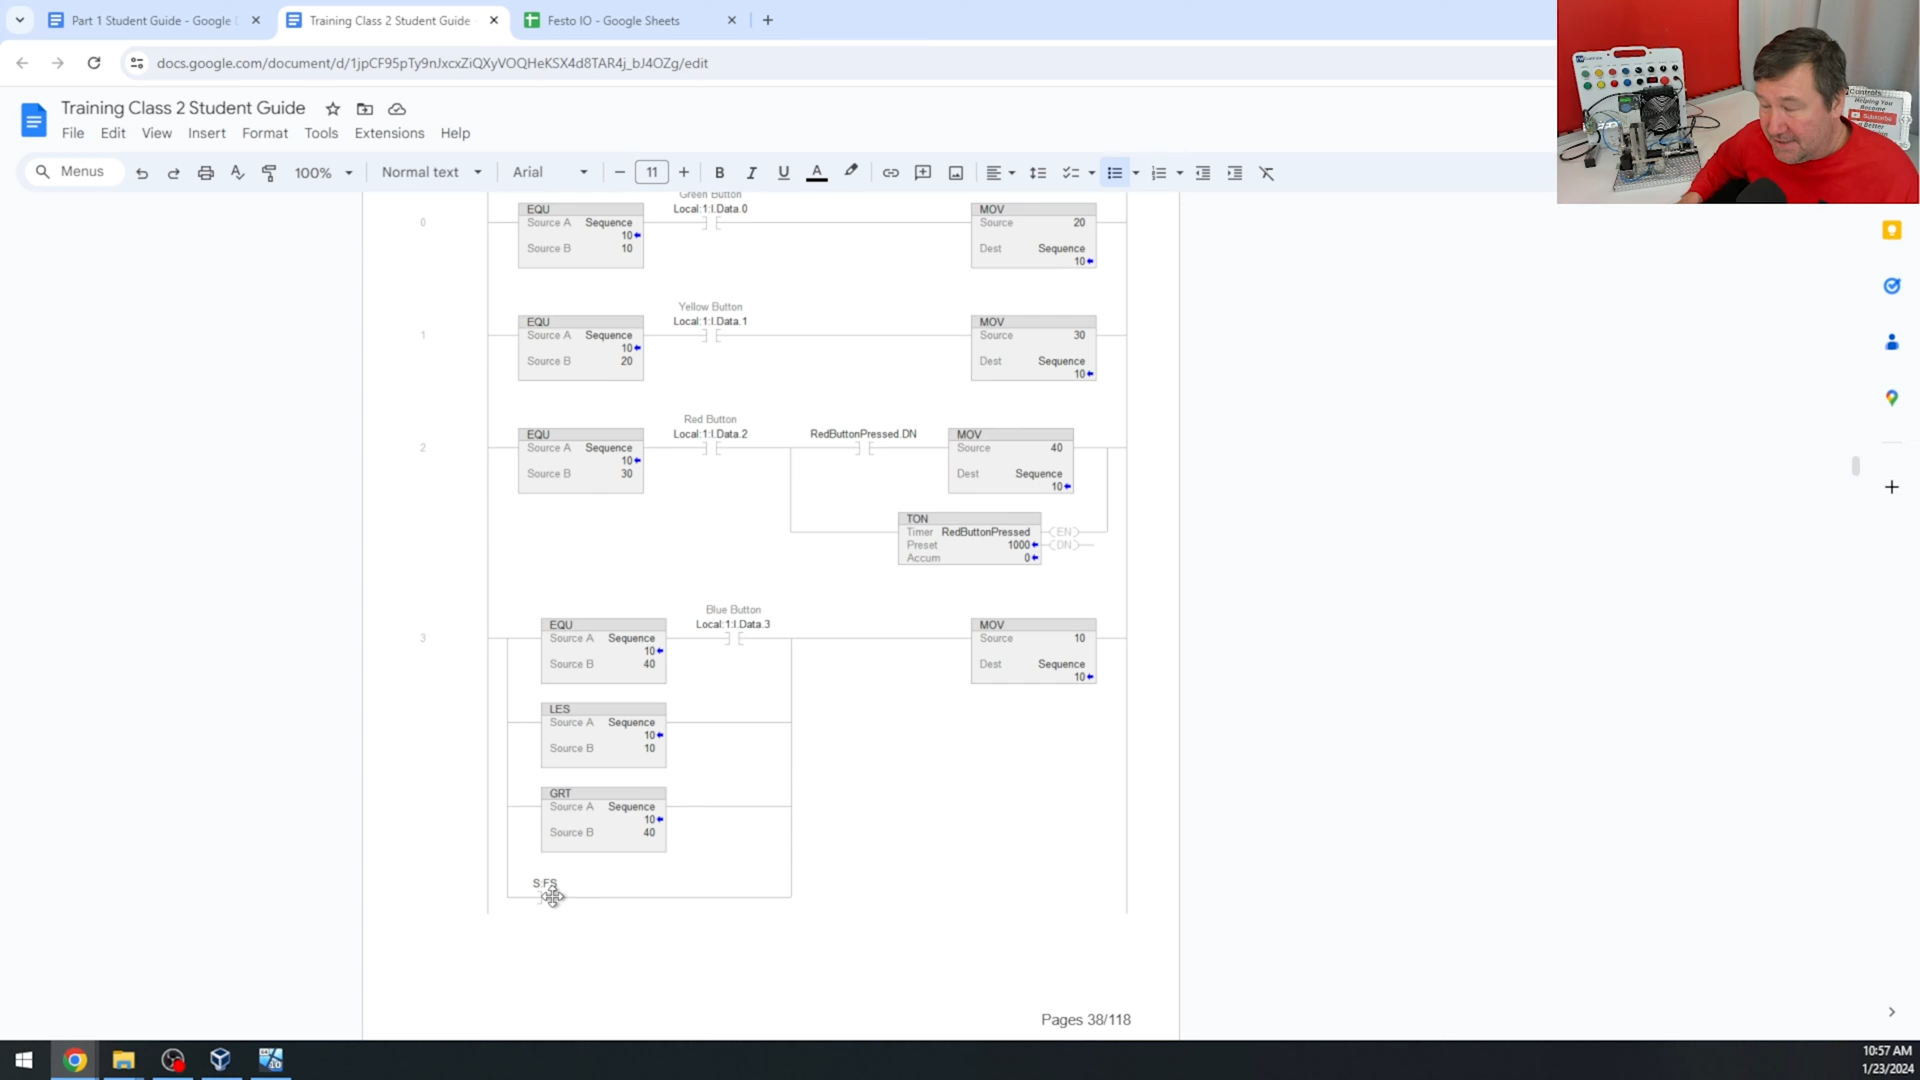 Part 1 Student Guide - Google
Training Class 2 Student Guide
Festo IO - Google Sheets
docs.google.com/document/d/1jpCF95pTy9nJxcxZiQXyVOQHeKSX4d8TAR4j_bJ4OZg/edit
Training Class 2 Student Guide
File Edit View Insert Format Tools Extensions Help
Menus 100% Normal text Arial 11 B I U A
Green Button
0 EQU Local:1:I.Data.0 MOV
Source A Sequence Source 20
10
Source B 10 Dest Sequence
10
Yellow Button
1 EQU Local:1:I.Data.1 MOV
Source A Sequence Source 30
10
Source B 20 Dest Sequence
10
Red Button
2 EQU Local:1:I.Data.2 RedButtonPressed.DN MOV
Source A Sequence Source 40
10
Source B 30 Dest Sequence
10
TON
Timer RedButtonPressed EN
Preset 1000 DN
Accum 0
Blue Button
3 EQU Local:1:I.Data.3 MOV
Source A Sequence Source 10
10
Source B 40 Dest Sequence
10
LES
Source A Sequence
10
Source B 10
GRT
Source A Sequence
10
Source B 40
S:FS
Pages 38/118
Controls
Helping You
Become
Subscribe
Better
10:57 AM
1/23/2024